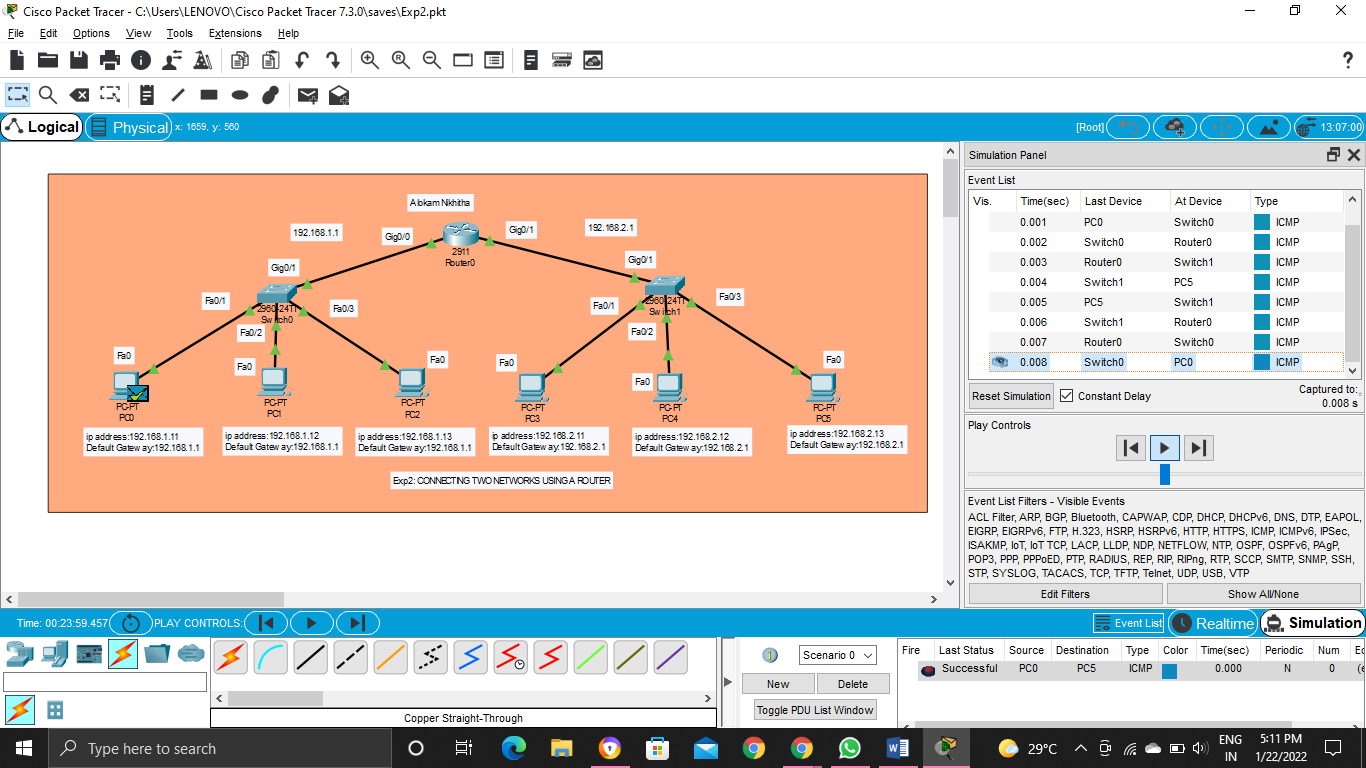 Cisco Packet Tracer - C:\Users\LENOVO\Cisco Packet Tracer 7.3.0\saves\Exp2.pkt
File Edit Options View Tools Extensions Help
?
Logical Physical x: 1659, y: 560 [Root] 13:07:00
Alokam Nikhitha
192.168.1.1
Gig0/0
Gig0/1
192.168.2.1
2911
Router0
Gig0/1
Gig0/1
Fa0/1
2960-24TT
Switch0
Fa0/3
Fa0/2
Fa0/1
2960-24TT
Switch1
Fa0/3
Fa0/2
Fa0
Fa0
Fa0
Fa0
Fa0
Fa0
PC-PT
PC0
PC-PT
PC1
PC-PT
PC2
PC-PT
PC3
PC-PT
PC4
PC-PT
PC5
ip address:192.168.1.11
Default Gateway:192.168.1.1
ip address:192.168.1.12
Default Gateway:192.168.1.1
ip address:192.168.1.13
Default Gateway:192.168.1.1
ip address:192.168.2.11
Default Gateway:192.168.2.1
ip address:192.168.2.12
Default Gateway:192.168.2.1
ip address:192.168.2.13
Default Gateway:192.168.2.1
Exp2: CONNECTING TWO NETWORKS USING A ROUTER
Simulation Panel
Event List
Vis. Time(sec) Last Device At Device Type
0.001 PC0 Switch0 ICMP
0.002 Switch0 Router0 ICMP
0.003 Router0 Switch1 ICMP
0.004 Switch1 PC5 ICMP
0.005 PC5 Switch1 ICMP
0.006 Switch1 Router0 ICMP
0.007 Router0 Switch0 ICMP
0.008 Switch0 PC0 ICMP
Reset Simulation Constant Delay
Captured to:
0.008 s
Play Controls
Event List Filters - Visible Events
ACL Filter, ARP, BGP, Bluetooth, CAPWAP, CDP, DHCP, DHCPv6, DNS, DTP, EAPOL,
EIGRP, EIGRPv6, FTP, H.323, HSRP, HSRPv6, HTTP, HTTPS, ICMP, ICMPv6, IPSec,
ISAKMP, IoT, IoT TCP, LACP, LLDP, NDP, NETFLOW, NTP, OSPF, OSPFv6, PAgP,
POP3, PPP, PPPoED, PTP, RADIUS, REP, RIP, RIPng, RTP, SCCP, SMTP, SNMP, SSH,
STP, SYSLOG, TACACS, TCP, TFTP, Telnet, UDP, USB, VTP
Edit Filters Show All/None
Time: 00:23:59.457 PLAY CONTROLS: Event List Realtime Simulation
Scenario 0
New Delete
Toggle PDU List Window
Copper Straight-Through
Fire Last Status Source Destination Type Color Time(sec) Periodic Num Ec
Successful PC0 PC5 ICMP 0.000 N 0 (e
Type here to search
29°C
ENG
IN
5:11 PM
1/22/2022